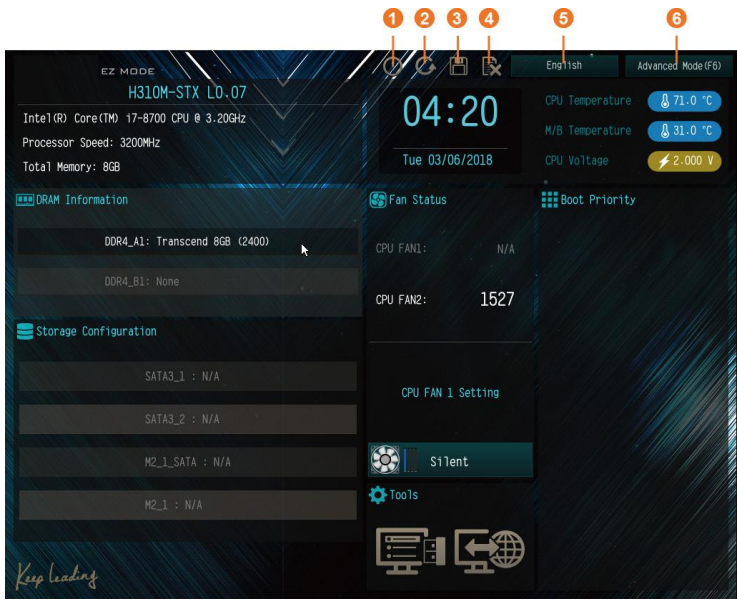 1 2 3 4 5 6
EZ MODE
English
Advanced Mode(F6)
H310M-STX L0.07
Intel(R) Core(TM) i7-8700 CPU @ 3.20GHz
Processor Speed: 3200MHz
Total Memory: 8GB
04:20
Tue 03/06/2018
CPU Temperature 71.0 °C
M/B Temperature 31.0 °C
CPU Voltage 2.000 V
DRAM Information
DDR4_A1: Transcend 8GB (2400)
DDR4_B1: None
Storage Configuration
SATA3_1 : N/A
SATA3_2 : N/A
M2_1_SATA : N/A
M2_1 : N/A
Keep Leading
Fan Status
CPU FAN1: N/A
CPU FAN2: 1527
CPU FAN 1 Setting
Silent
Tools
Boot Priority